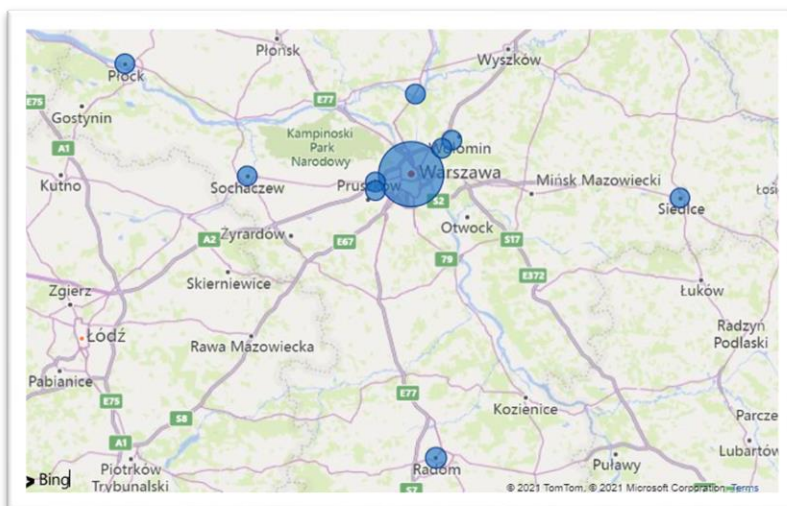 Płońsk
Wyszków
Płock
E75
E77
Gostynin
Kampinoski
Park
Narodowy
Wołomin
A1
Kutno
Sochaczew
Pruszków
Warszawa
Mińsk Mazowiecki
Siedlce
S2
Otwock
Żyrardów
A2
E67
S17
79
E372
Skierniewice
Zgierz
Łuków
Łódź
Radzyń
Podlaski
Rawa Mazowiecka
Pabianice
E75
E77
Kozienice
S8
Parcze
A1
Lubartów
Piotrków
Trybunalski
Radom
Puławy
Bing
S7
© 2021 TomTom, © 2021 Microsoft Corporation Terms